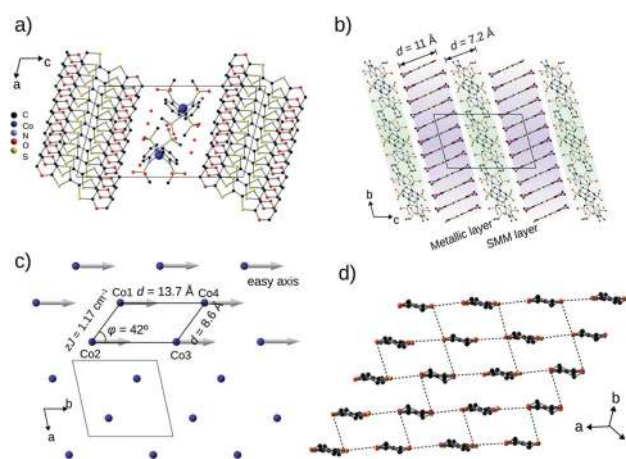 a)
c
a
C
Co
N
O
S
b)
d = 11 Å
d = 7.2 Å
b
c
Metallic layer
SMM layer
c)
easy axis
Co1 d = 13.7 Å Co4
zJ = 1.17 cm⁻¹
φ = 42º
d = 8.6 Å
Co2
Co3
b
a
d)
b
a